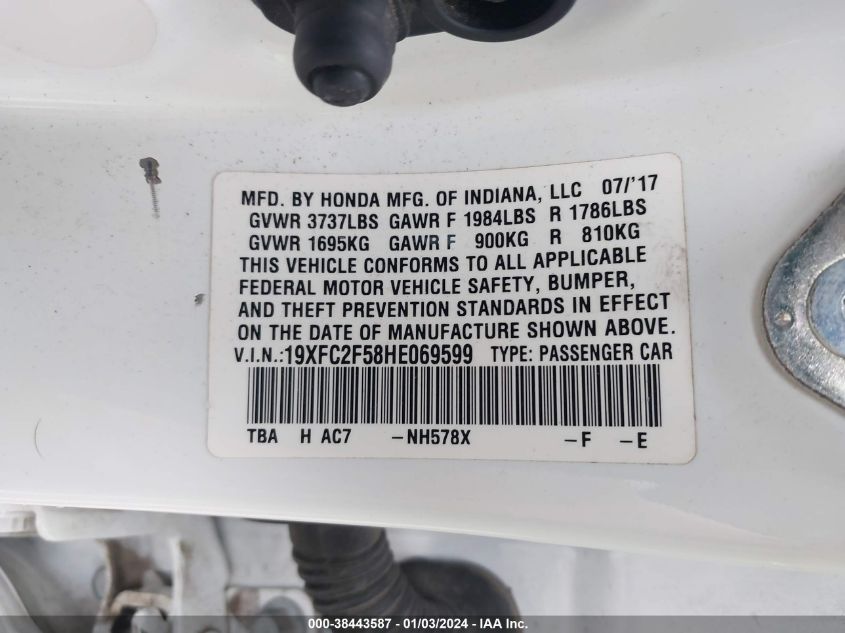 MFD. BY HONDA MFG. OF INDIANA, LLC 07/'17
GVWR 3737LBS GAWR F 1984LBS R 1786LBS
GVWR 1695KG GAWR F 900KG R 810KG
THIS VEHICLE CONFORMS TO ALL APPLICABLE
FEDERAL MOTOR VEHICLE SAFETY, BUMPER,
AND THEFT PREVENTION STANDARDS IN EFFECT
ON THE DATE OF MANUFACTURE SHOWN ABOVE.
V.I.N.:19XFC2F58HE069599 TYPE: PASSENGER CAR
TBA H AC7 -NH578X -F -E
000-38443587 - 01/03/2024 - IAA Inc.